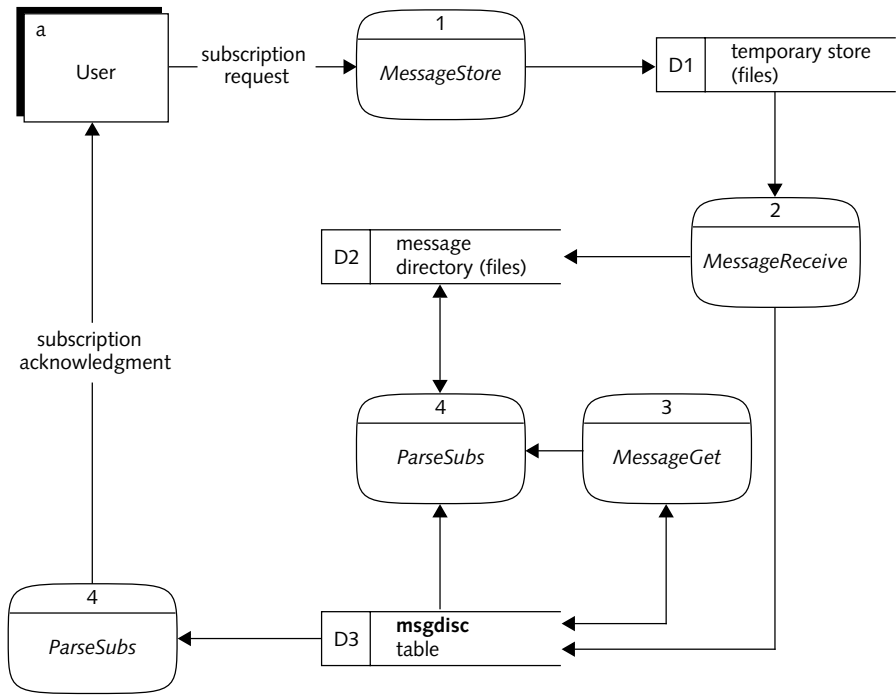 a
User
subscription
request
1
MessageStore
D1
temporary store
(files)
2
MessageReceive
D2
message
directory (files)
subscription
acknowledgment
4
ParseSubs
3
MessageGet
4
ParseSubs
D3
msgdisc
table